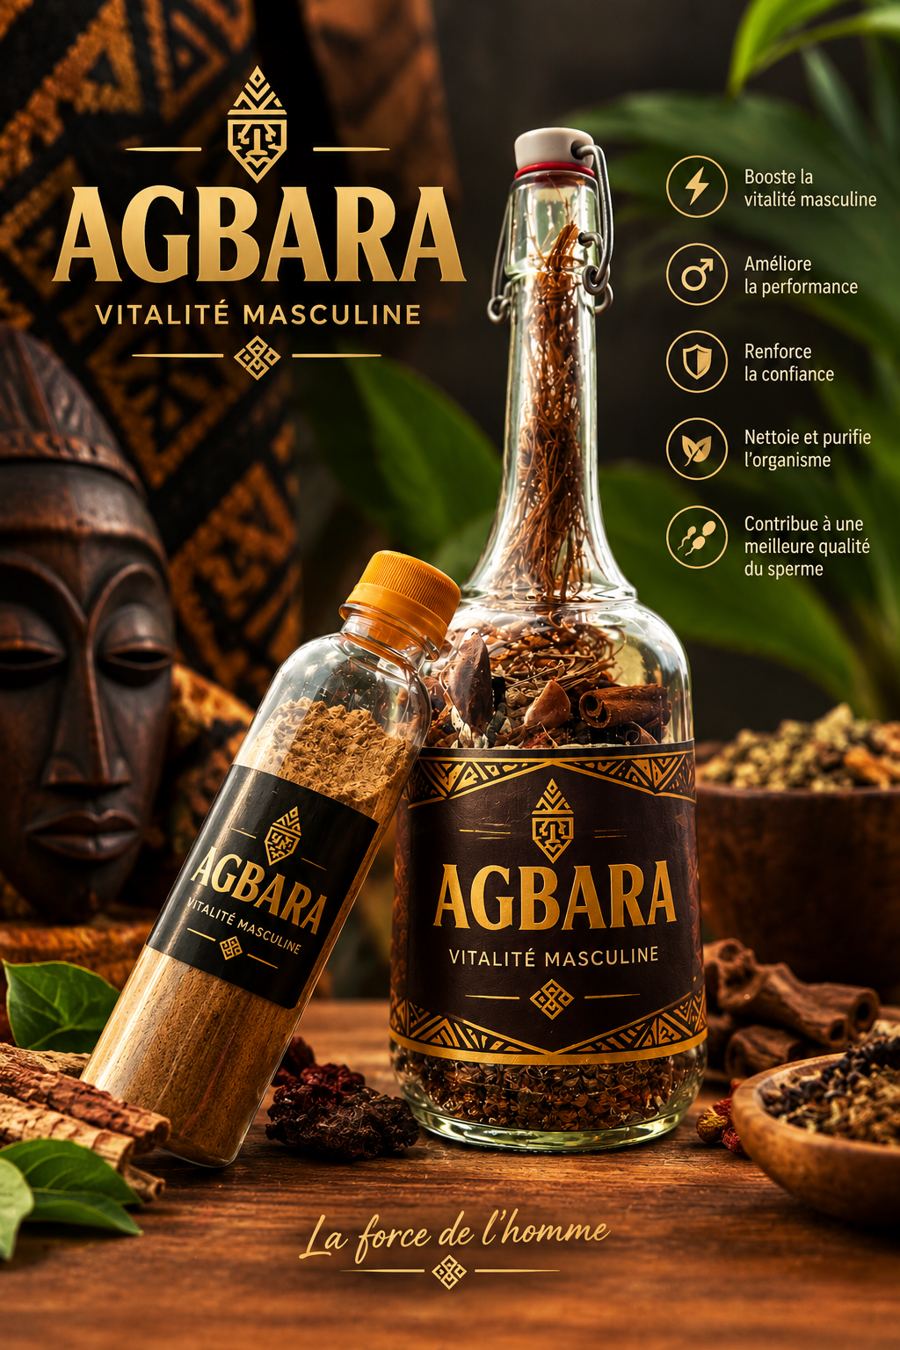 AGBARA
VITALITÉ MASCULINE
Booste la
vitalité masculine
Améliore
la performance
Renforce
la confiance
Nettoie et purifie
l'organisme
Contribue à une
meilleure qualité
du sperme
AGBARA
VITALITÉ MASCULINE
AGBARA
VITALITÉ MASCULINE
La force de l'homme